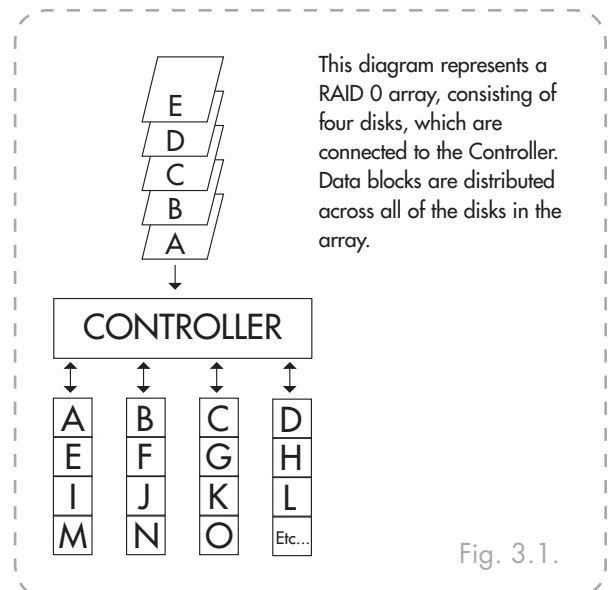 This diagram represents a
RAID 0 array, consisting of
four disks, which are
connected to the Controller.
Data blocks are distributed
across all of the disks in the
array.
E
D
C
B
A
CONTROLLER
A B C D
E F G H
I J K L
M N O Etc...
Fig. 3.1.